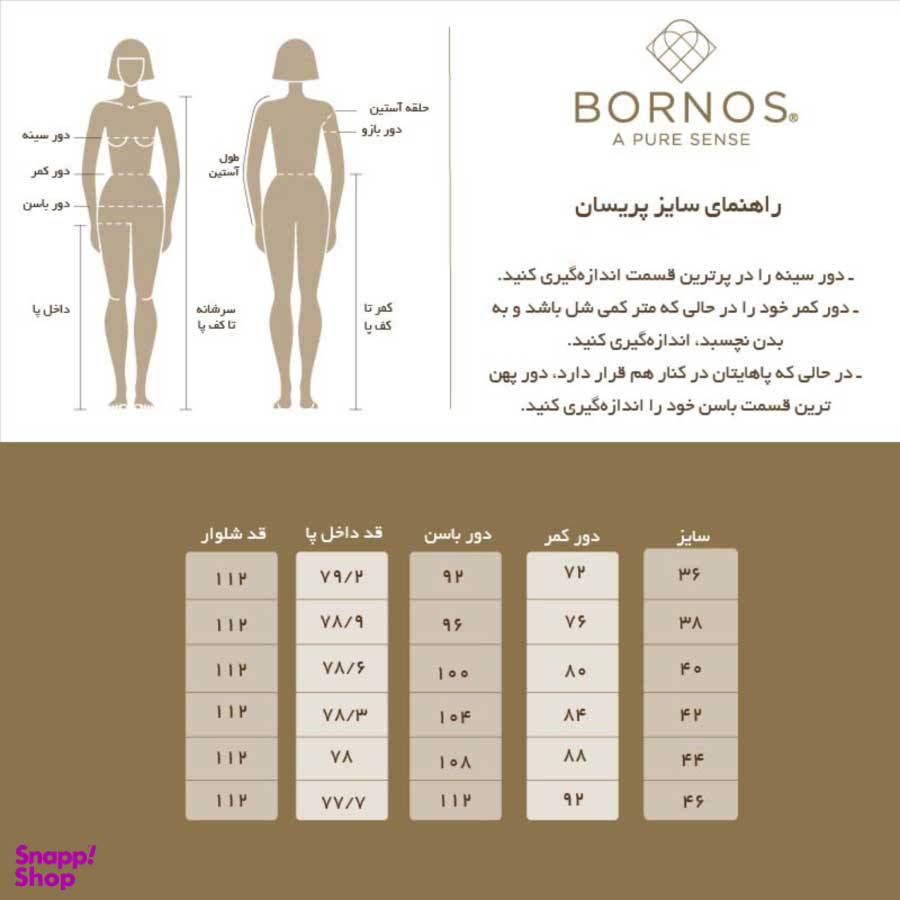 BORNOS®
A PURE SENSE
راهنمای سایز پریسان
ـ دور سینه را در پرترین قسمت اندازه‌گیری کنید.
ـ دور کمر خود را در حالی که متر کمی شل باشد و به
بدن نچسبد، اندازه‌گیری کنید.
ـ در حالی که پاهایتان در کنار هم قرار دارد، دور پهن
ترین قسمت باسن خود را اندازه‌گیری کنید.
حلقه آستین
دور بازو
طول
آستین
کمر تا
کف پا
دور سینه
دور کمر
دور باسن
داخل پا
سرشانه
تا کف پا
سایز دور کمر دور باسن قد داخل پا قد شلوار
۳۶ ۷۲ ۹۲ ۷۹/۲ ۱۱۲
۳۸ ۷۶ ۹۶ ۷۸/۹ ۱۱۲
۴۰ ۸۰ ۱۰۰ ۷۸/۶ ۱۱۲
۴۲ ۸۴ ۱۰۴ ۷۸/۳ ۱۱۲
۴۴ ۸۸ ۱۰۸ ۷۸ ۱۱۲
۴۶ ۹۲ ۱۱۲ ۷۷/۷ ۱۱۲
Snapp!
Shop